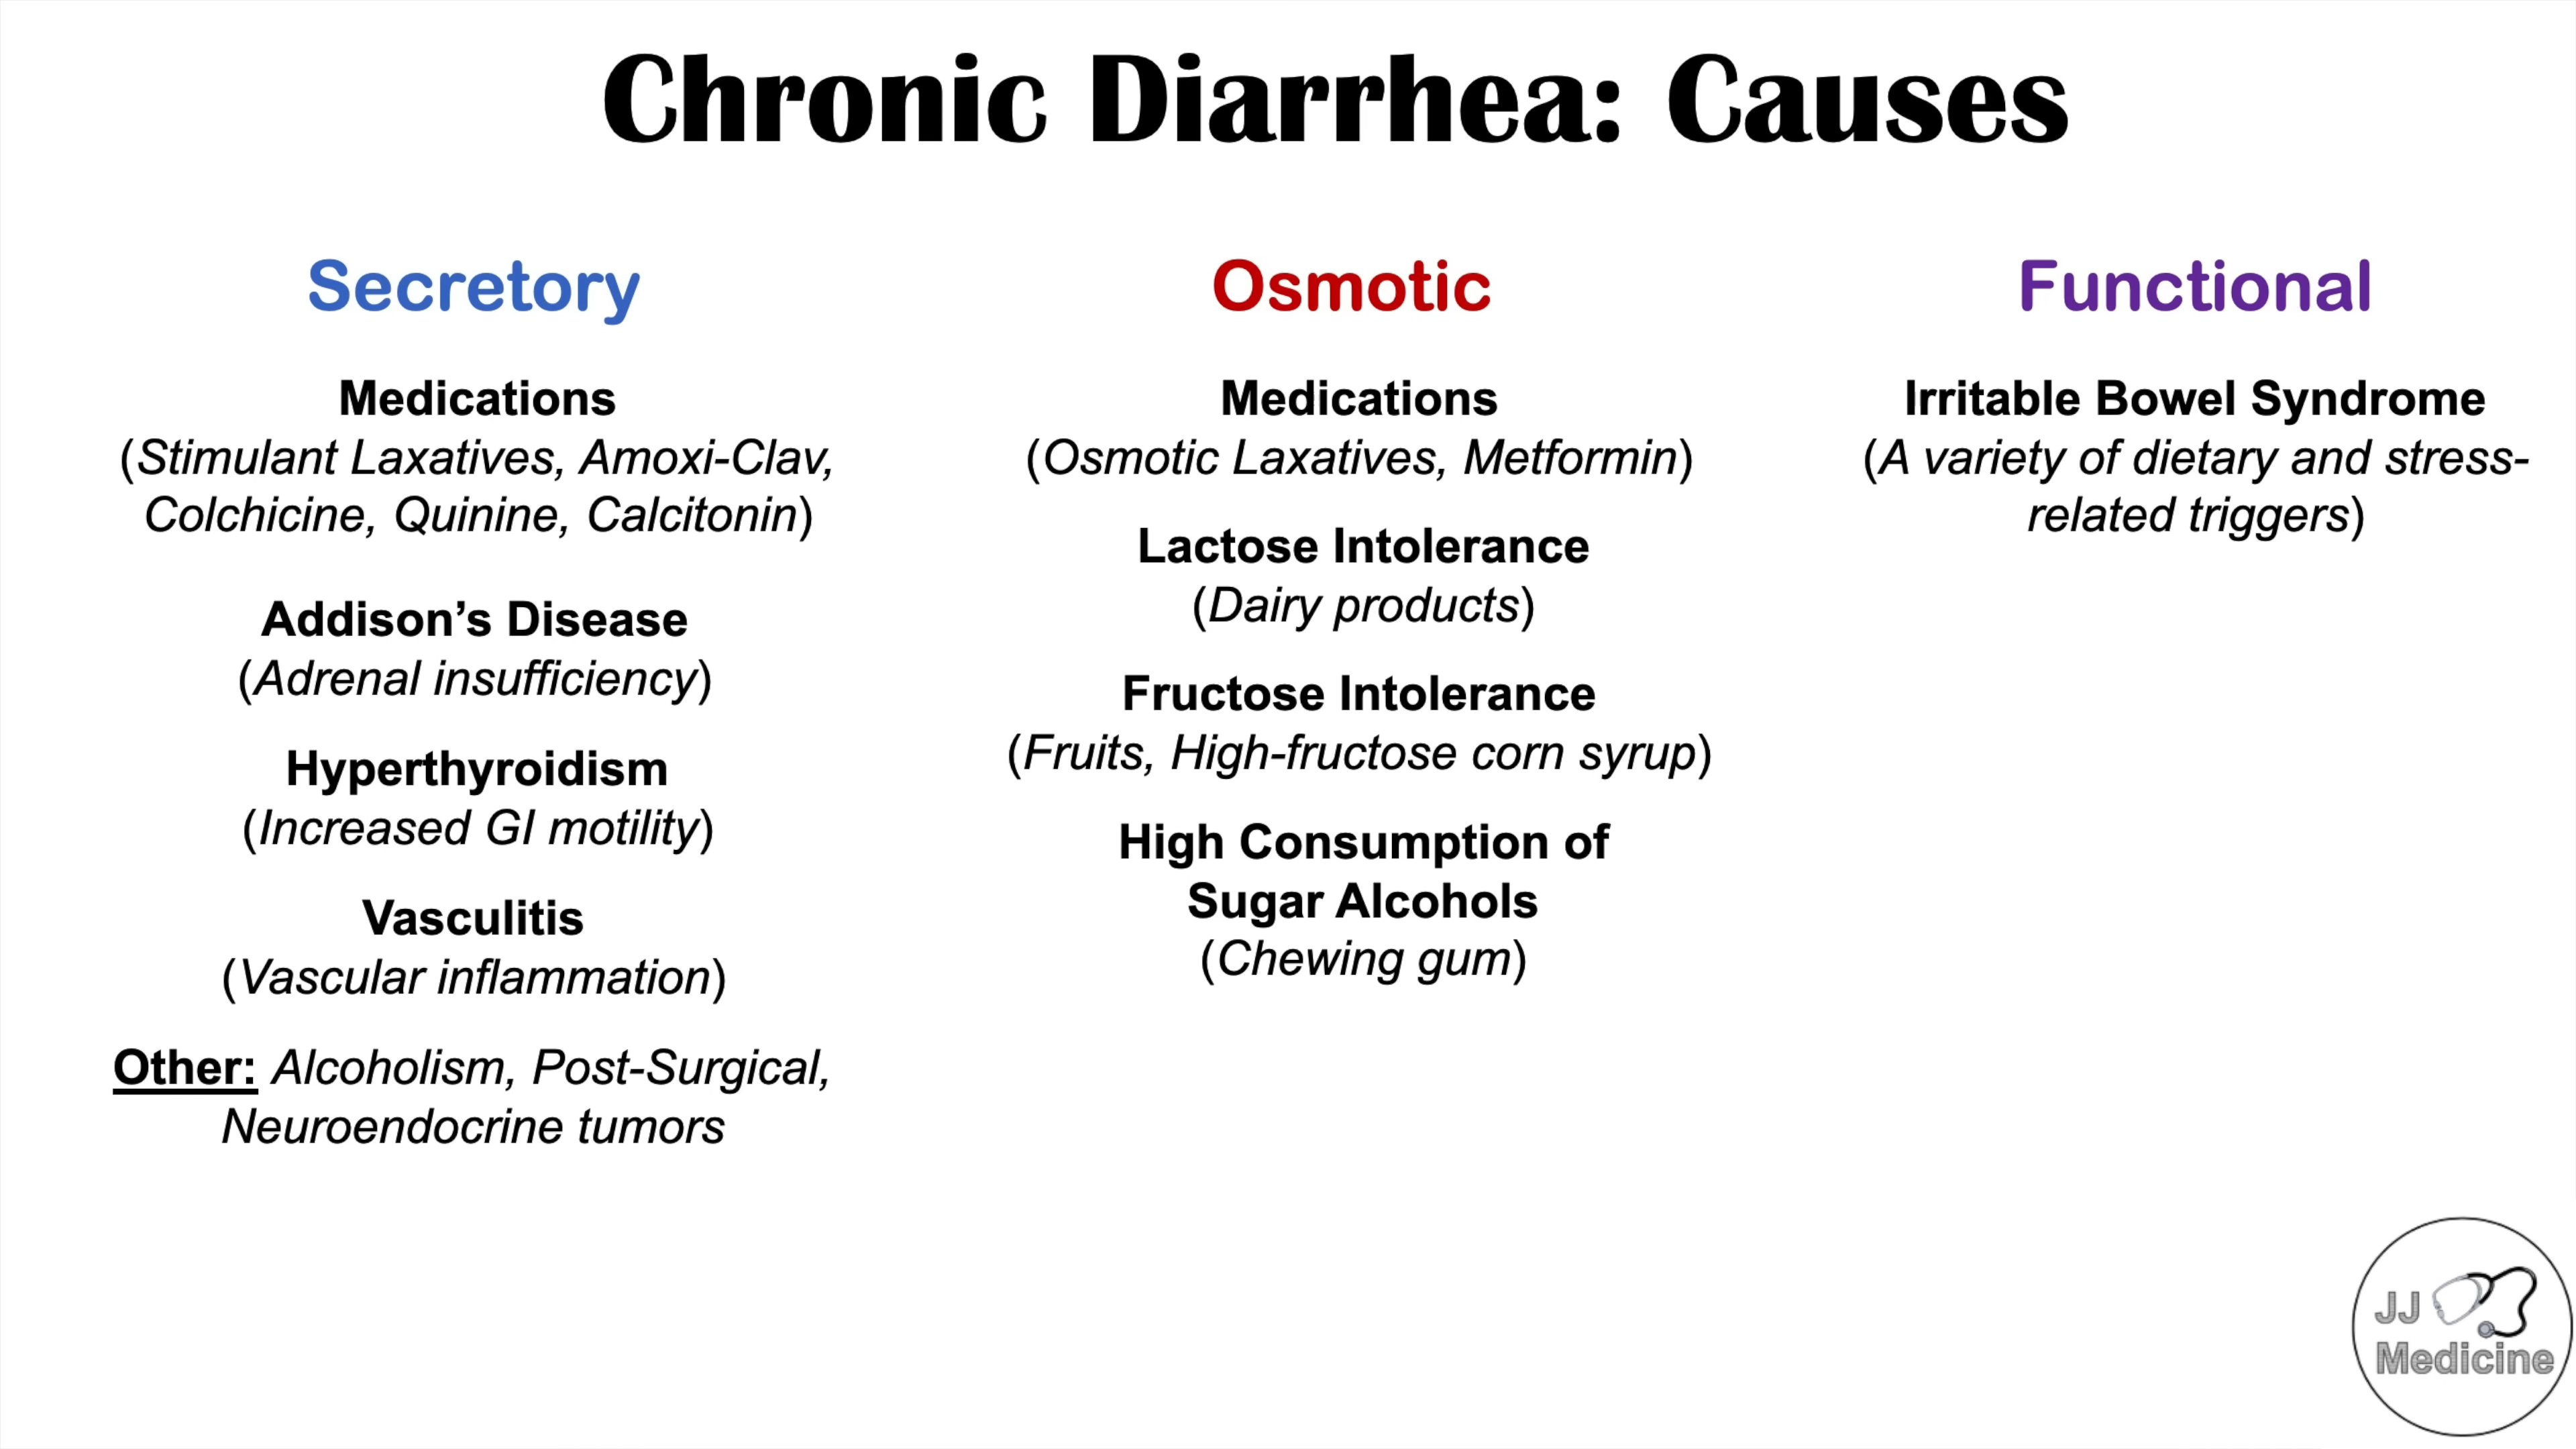 Chronic Diarrhea: Causes
Secretory
Medications
(Stimulant Laxatives, Amoxi-Clav,
Colchicine, Quinine, Calcitonin)
Addison’s Disease
(Adrenal insufficiency)
Hyperthyroidism
(Increased GI motility)
Vasculitis
(Vascular inflammation)
Other: Alcoholism, Post-Surgical,
Neuroendocrine tumors
Osmotic
Medications
(Osmotic Laxatives, Metformin)
Lactose Intolerance
(Dairy products)
Fructose Intolerance
(Fruits, High-fructose corn syrup)
High Consumption of
Sugar Alcohols
(Chewing gum)
Functional
Irritable Bowel Syndrome
(A variety of dietary and stress-
related triggers)
JJ
Medicine